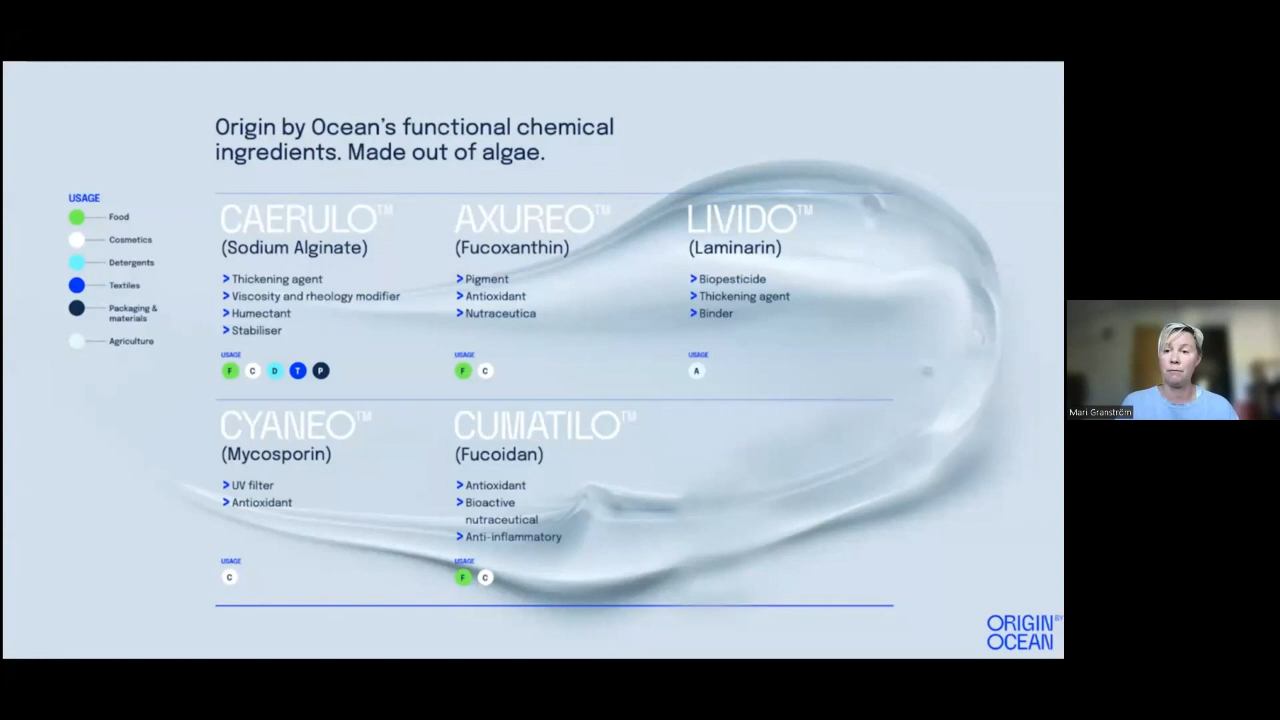 Origin by Ocean's functional chemical
ingredients. Made out of algae.
USAGE
Food
Cosmetics
Detergents
Textiles
Packaging &
materials
Agriculture
CAERULO™
(Sodium Alginate)
> Thickening agent
> Viscosity and rheology modifier
> Humectant
> Stabiliser
USAGE
F C D T P
AXUREO™
(Fucoxanthin)
> Pigment
> Antioxidant
> Nutraceutica
USAGE
F C
LIVIDO™
(Laminarin)
> Biopesticide
> Thickening agent
> Binder
USAGE
A
CYANEO™
(Mycosporin)
> UV filter
> Antioxidant
USAGE
C
CUMATILO™
(Fucoidan)
> Antioxidant
> Bioactive
nutraceutical
> Anti-inflammatory
USAGE
F C
ORIGIN BY
OCEAN
Mari Granström